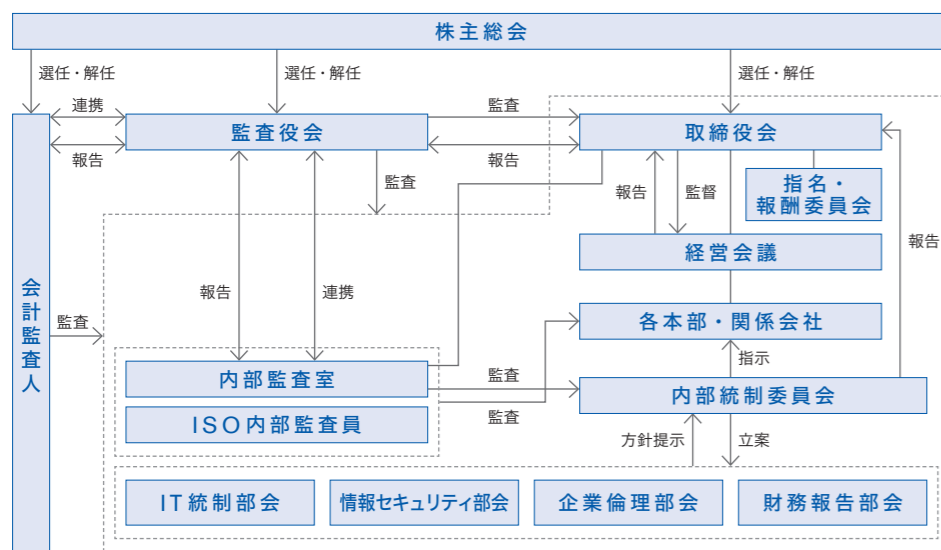 株主総会
選任・解任
選任・解任
選任・解任
連携
監査役会
監査
取締役会
報告
報告
監査
報告
監督
指名・
報酬委員会
報告
経営会議
会計監査人
監査
報告
連携
各本部・関係会社
指示
内部監査室
監査
内部統制委員会
ISO内部監査員
監査
方針提示
立案
IT統制部会
情報セキュリティ部会
企業倫理部会
財務報告部会